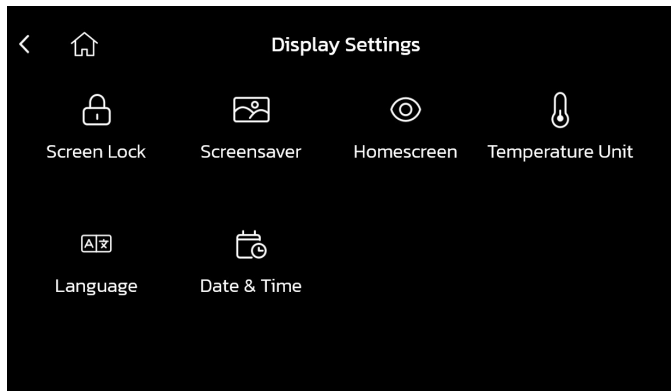 Display Settings
Screen Lock
Screensaver
Homescreen
Temperature Unit
Language
Date & Time